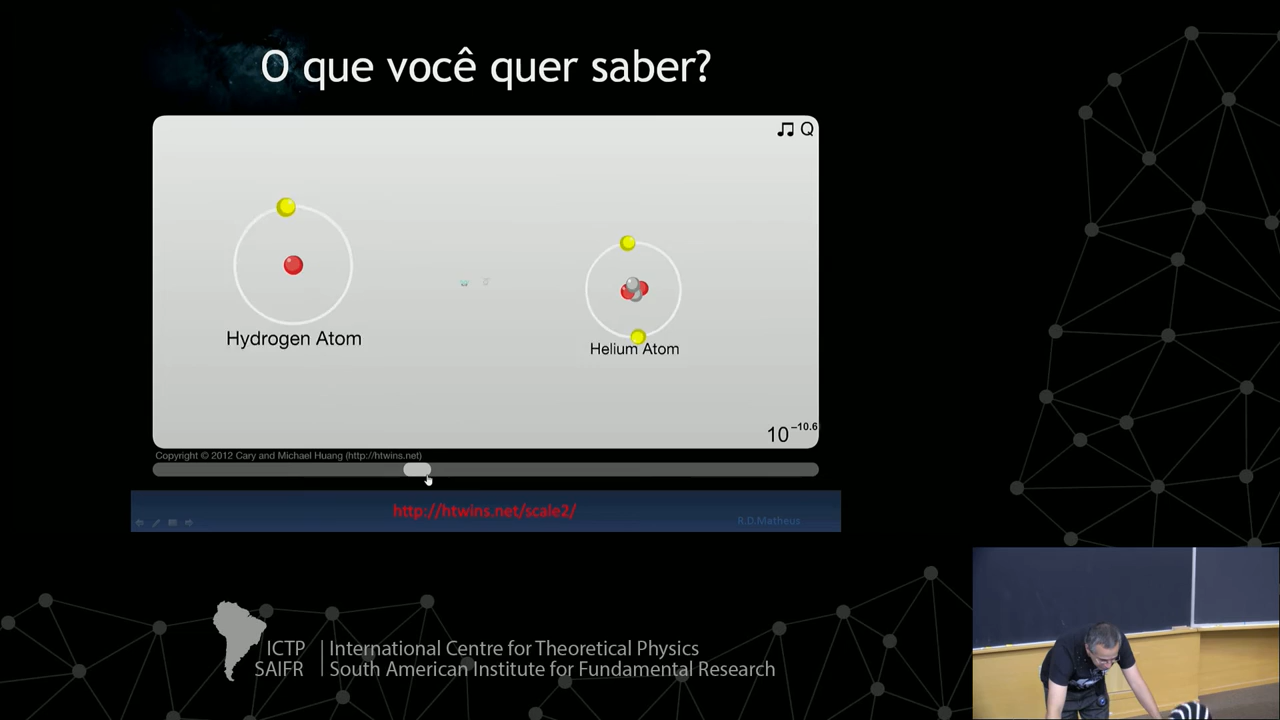 O que você quer saber?
Q
Hydrogen Atom
Helium Atom
10^-10.6
Copyright © 2012 Cary and Michael Huang (http://htwins.net)
http://htwins.net/scale2/
R.D.Matheus
ICTP
SAIFR
International Centre for Theoretical Physics
South American Institute for Fundamental Research